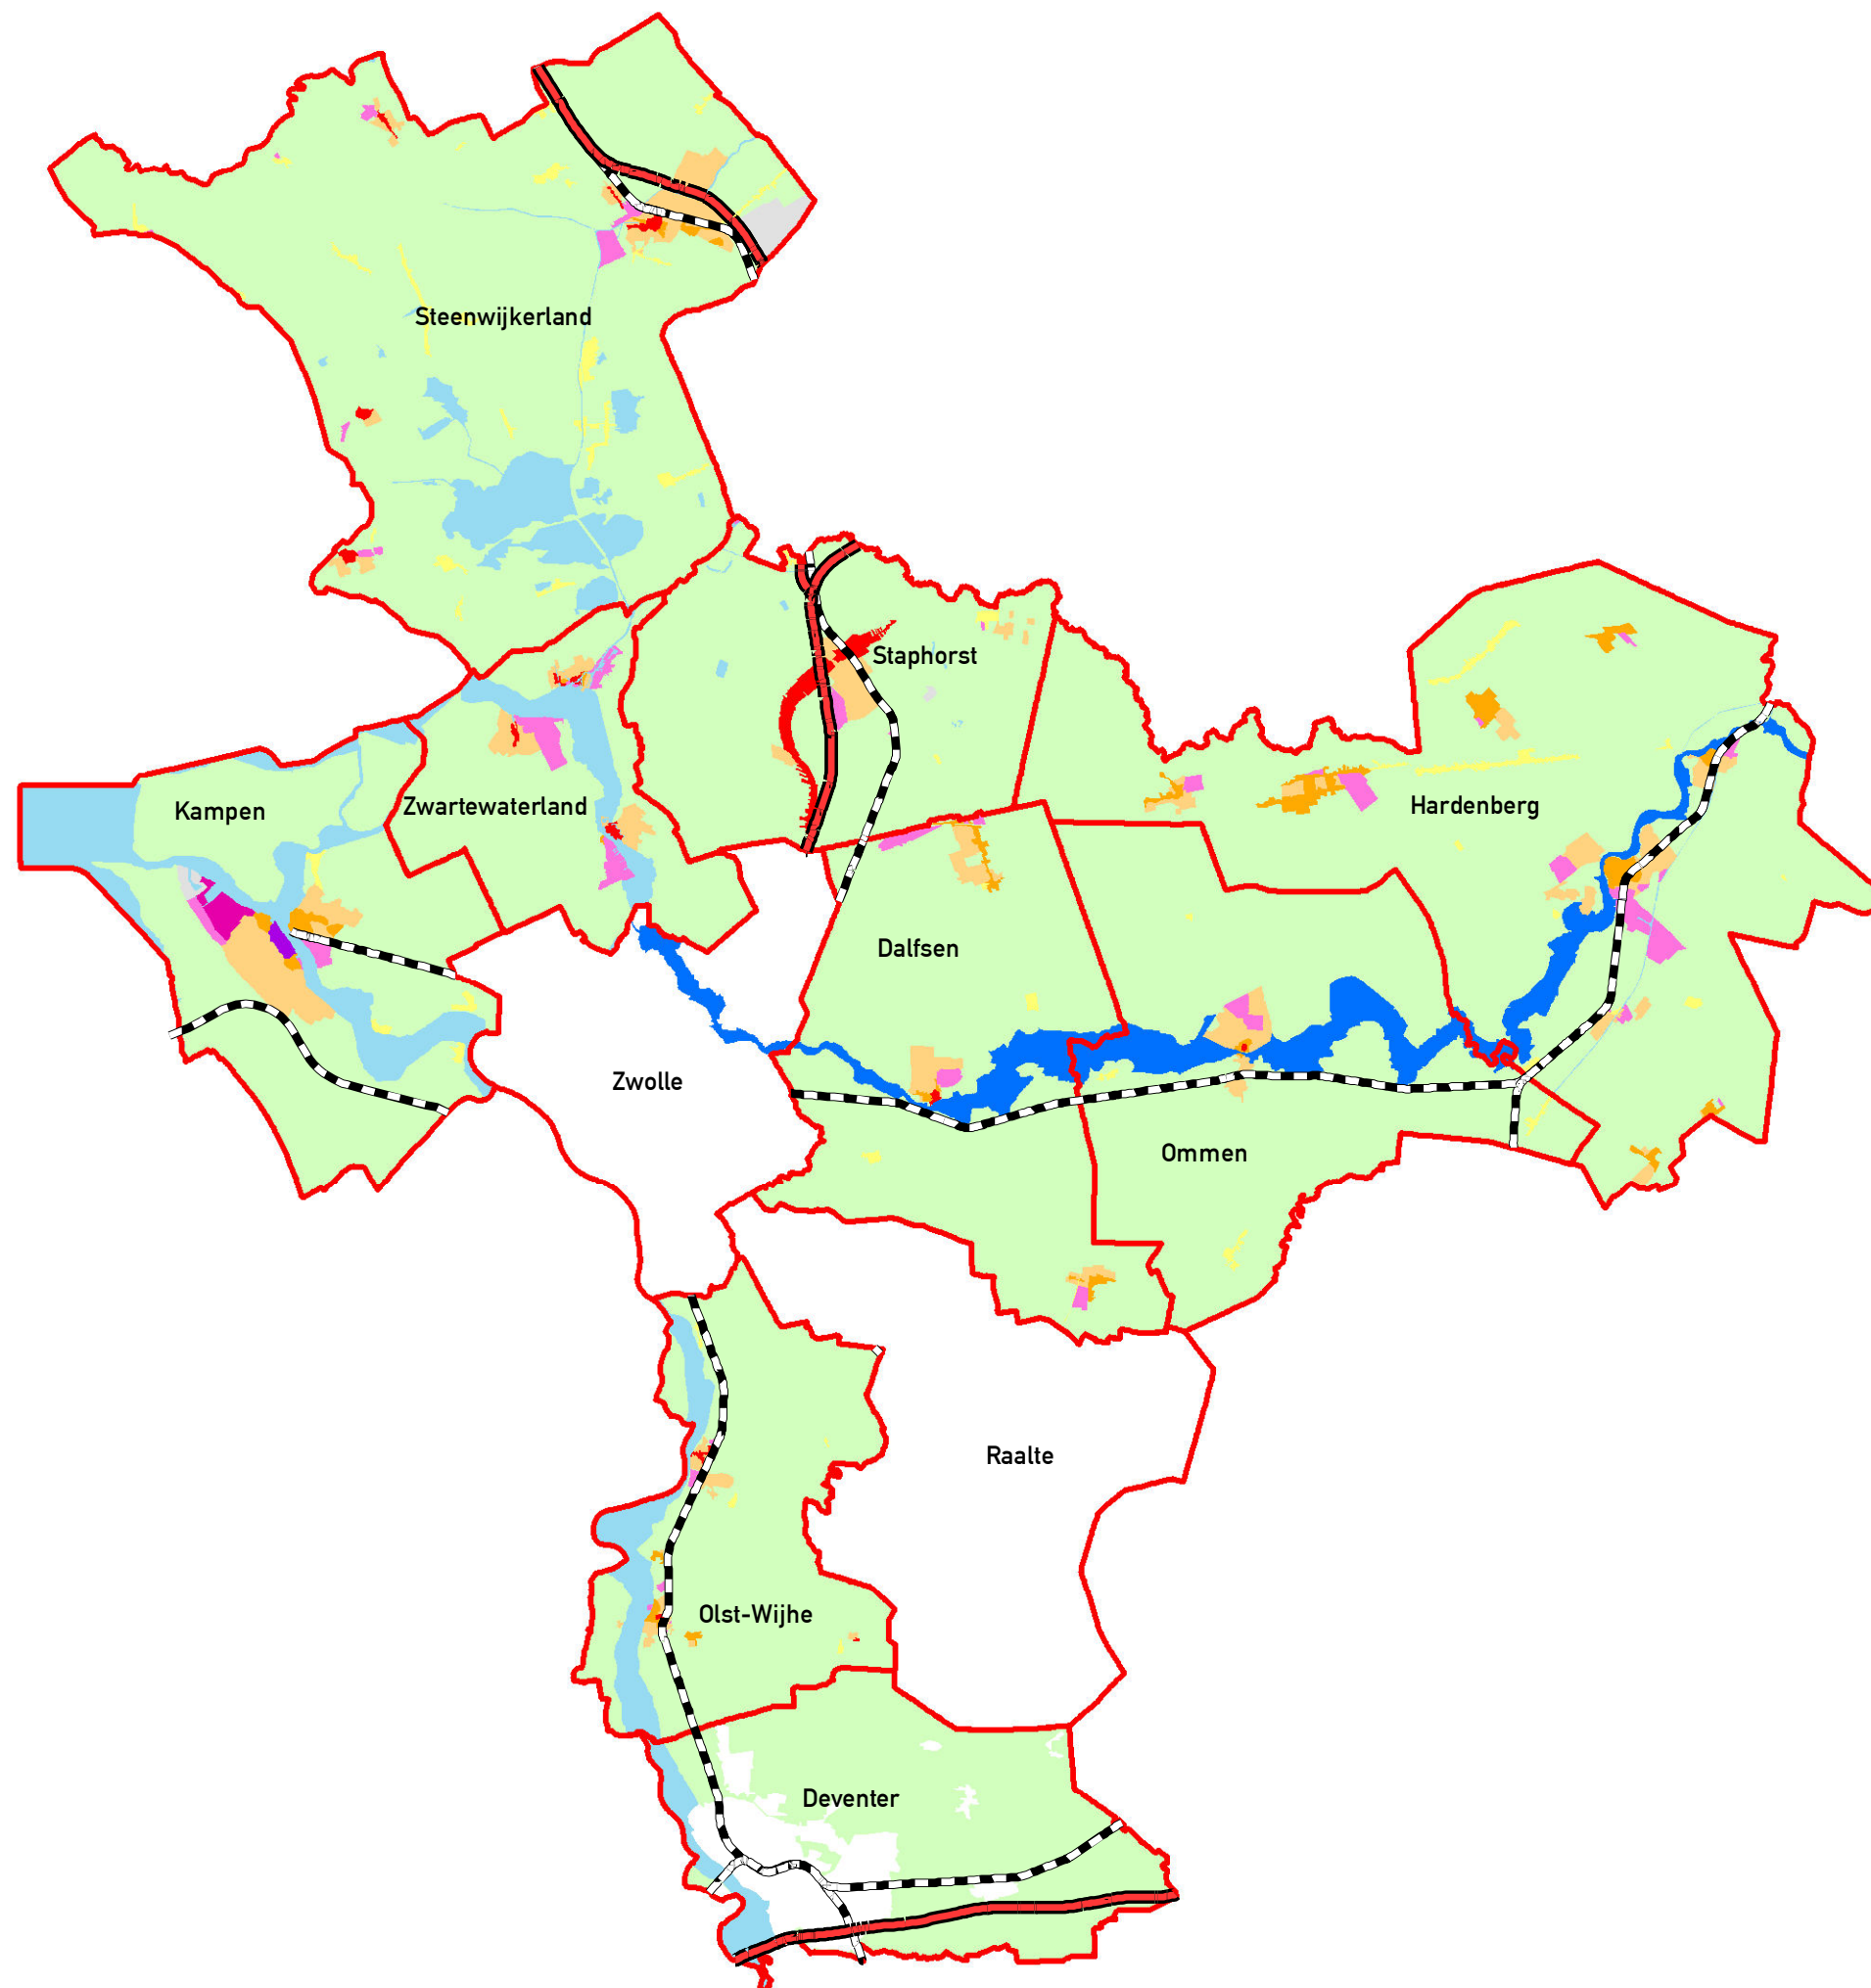 Steenwijkerland
Staphorst
Kampen
Zwartewaterland
Hardenberg
Dalfsen
Zwolle
Ommen
Raalte
Olst-Wijhe
Deventer